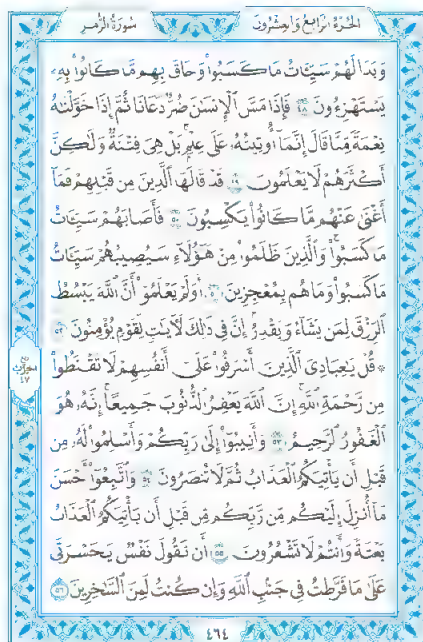 الجزء الرابع والعشرون سورة الزمر
وَبَدَا لَهُمْ سَيِّئَاتُ مَا كَسَبُوا۟ وَحَاقَ بِهِم مَّا كَانُوا۟ بِهِۦ
يَسْتَهْزِءُونَ ٤٨ فَإِذَا مَسَّ ٱلْإِنسَٰنَ ضُرٌّ دَعَانَا ثُمَّ إِذَا خَوَّلْنَٰهُ
نِعْمَةً مِّنَّا قَالَ إِنَّمَآ أُوتِيتُهُۥ عَلَىٰ عِلْمٍۭ بَلْ هِىَ فِتْنَةٌ وَلَٰكِنَّ
أَكْثَرَهُمْ لَا يَعْلَمُونَ ٤٩ قَدْ قَالَهَا ٱلَّذِينَ مِن قَبْلِهِمْ فَمَآ
أَغْنَىٰ عَنْهُم مَّا كَانُوا۟ يَكْسِبُونَ ٥٠ فَأَصَابَهُمْ سَيِّئَاتُ
مَا كَسَبُوا۟ وَٱلَّذِينَ ظَلَمُوا۟ مِنْ هَٰٓؤُلَآءِ سَيُصِيبُهُمْ سَيِّئَاتُ
مَا كَسَبُوا۟ وَمَا هُم بِمُعْجِزِينَ ٥١ أَوَلَمْ يَعْلَمُوٓا۟ أَنَّ ٱللَّهَ يَبْسُطُ
ٱلرِّزْقَ لِمَن يَشَآءُ وَيَقْدِرُ إِنَّ فِى ذَٰلِكَ لَءَايَٰتٍ لِّقَوْمٍ يُؤْمِنُونَ ٥٢
۞ قُلْ يَٰعِبَادِىَ ٱلَّذِينَ أَسْرَفُوا۟ عَلَىٰٓ أَنفُسِهِمْ لَا تَقْنَطُوا۟
مِن رَّحْمَةِ ٱللَّهِ إِنَّ ٱللَّهَ يَغْفِرُ ٱلذُّنُوبَ جَمِيعًا إِنَّهُۥ هُوَ
ٱلْغَفُورُ ٱلرَّحِيمُ ٥٣ وَأَنِيبُوٓا۟ إِلَىٰ رَبِّكُمْ وَأَسْلِمُوا۟ لَهُۥ مِن
قَبْلِ أَن يَأْتِيَكُمُ ٱلْعَذَابُ ثُمَّ لَا تُنصَرُونَ ٥٤ وَٱتَّبِعُوٓا۟ أَحْسَنَ
مَآ أُنزِلَ إِلَيْكُم مِّن رَّبِّكُم مِّن قَبْلِ أَن يَأْتِيَكُمُ ٱلْعَذَابُ
بَغْتَةً وَأَنتُمْ لَا تَشْعُرُونَ ٥٥ أَن تَقُولَ نَفْسٌ يَٰحَسْرَتَىٰ
عَلَىٰ مَا فَرَّطتُ فِى جَنۢبِ ٱللَّهِ وَإِن كُنتُ لَمِنَ ٱلسَّٰخِرِينَ ٥٦
ربع
الحزب
٤٧
٤٦٤